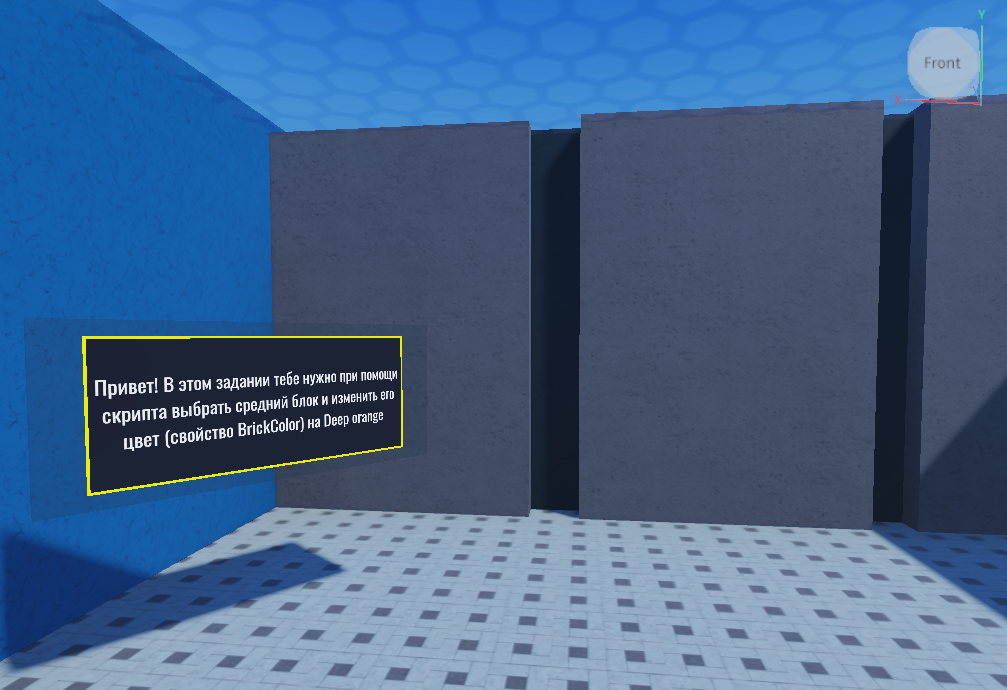 Front
Y
X
Привет! В этом задании тебе нужно при помощи
скрипта выбрать средний блок и изменить его
цвет (свойство BrickColor) на Deep orange